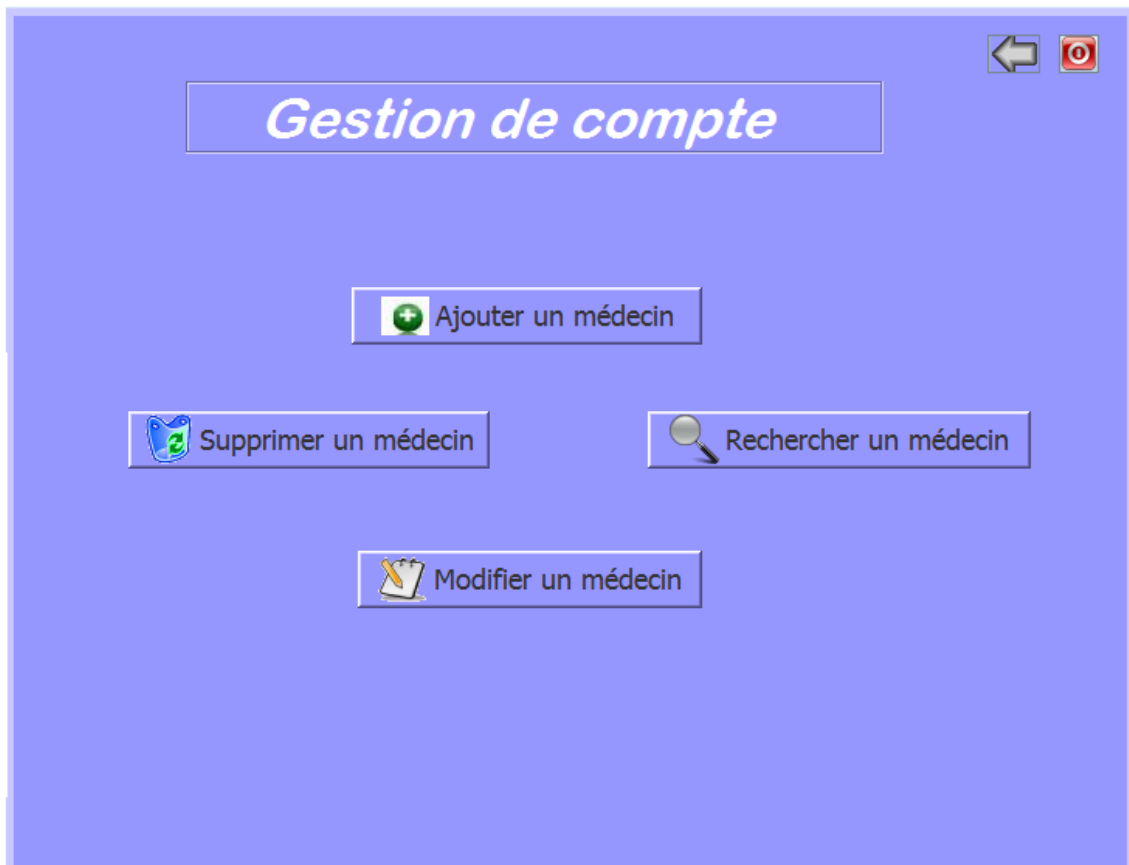 Gestion de compte
Ajouter un médecin
Supprimer un médecin
Rechercher un médecin
Modifier un médecin